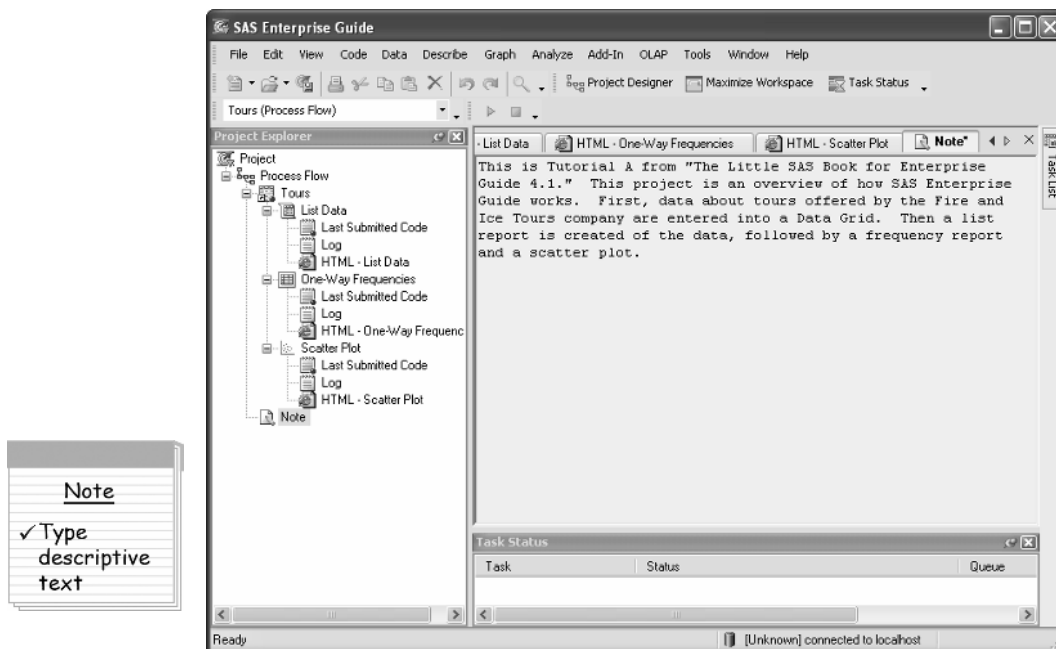 SAS Enterprise Guide
File Edit View Code Data Describe Graph Analyze Add-In OLAP Tools Window Help
Project Designer Maximize Workspace Task Status
Tours (Process Flow)
Project Explorer
Project
Process Flow
Tours
List Data
Last Submitted Code
Log
HTML - List Data
One-Way Frequencies
Last Submitted Code
Log
HTML - One-Way Frequenc
Scatter Plot
Last Submitted Code
Log
HTML - Scatter Plot
Note
- List Data HTML - One-Way Frequencies HTML - Scatter Plot Note*
Task List
This is Tutorial A from "The Little SAS Book for Enterprise
Guide 4.1." This project is an overview of how SAS Enterprise
Guide works. First, data about tours offered by the Fire and
Ice Tours company are entered into a Data Grid. Then a list
report is created of the data, followed by a frequency report
and a scatter plot.
Task Status
Task Status Queue
Ready
[Unknown] connected to localhost
Note
✓ Type
descriptive
text